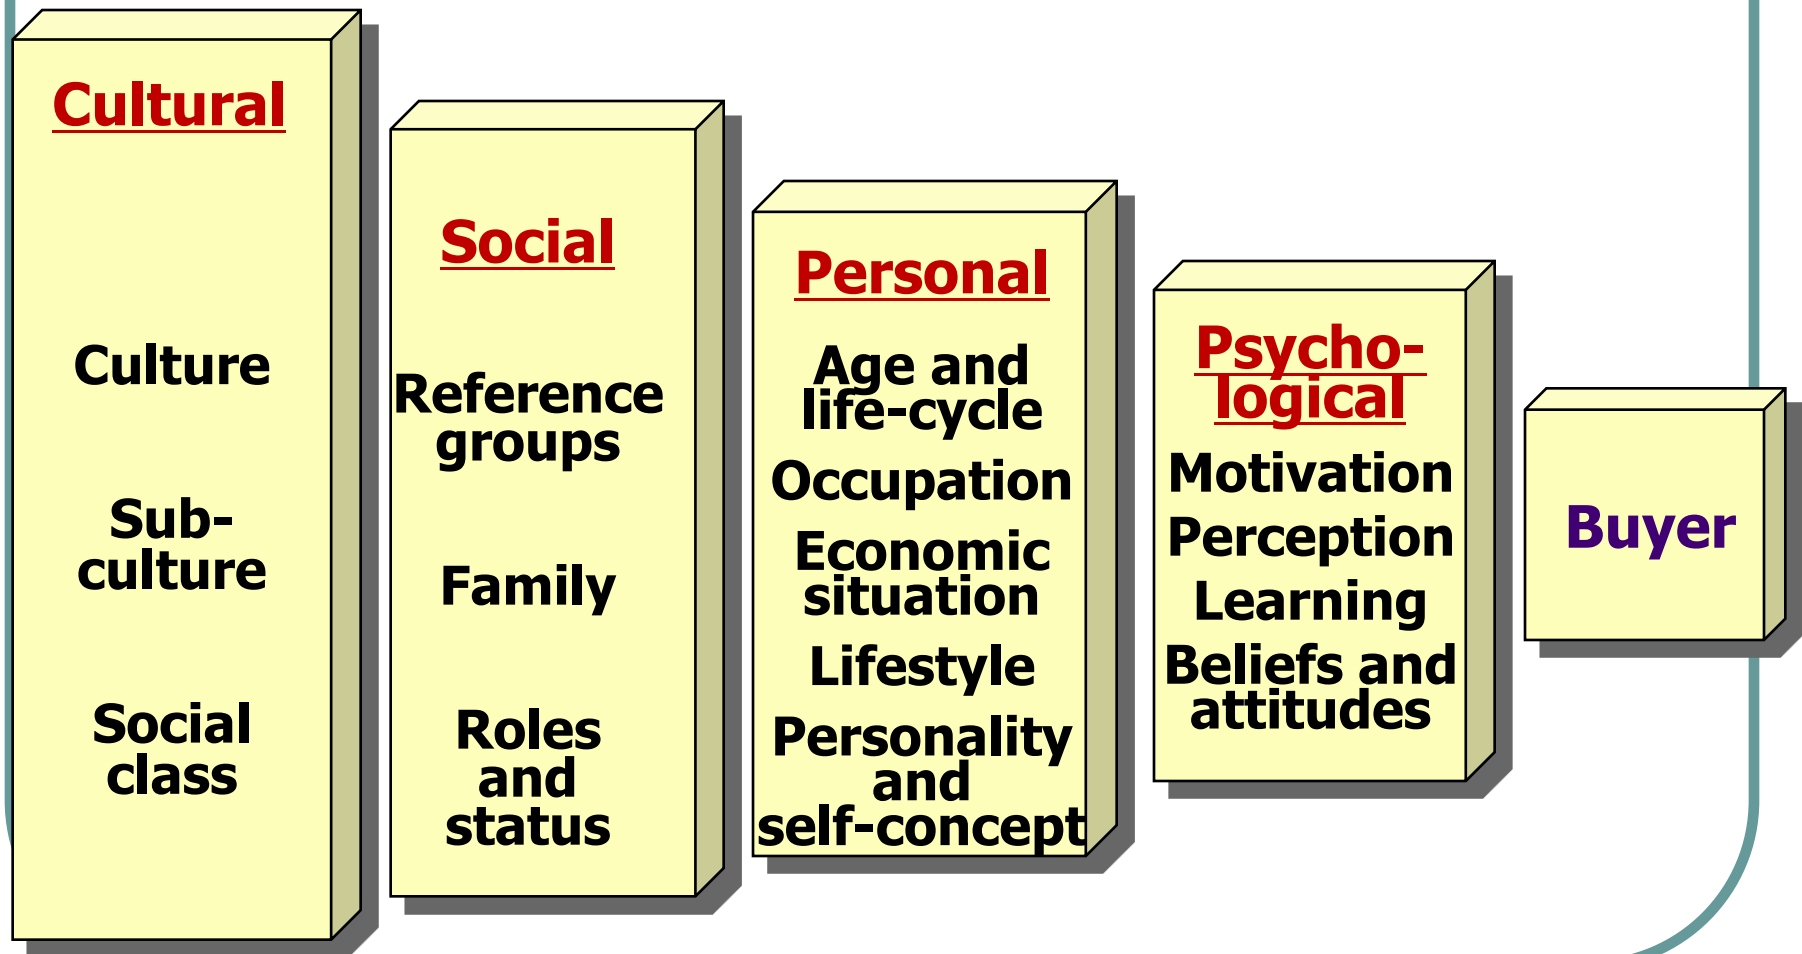 Cultural
Culture
Sub-
culture
Social
class
Social
Reference
groups
Family
Roles
and
status
Personal
Age and
life-cycle
Occupation
Economic
situation
Lifestyle
Personality
and
self-concept
Psycho-
logical
Motivation
Perception
Learning
Beliefs and
attitudes
Buyer